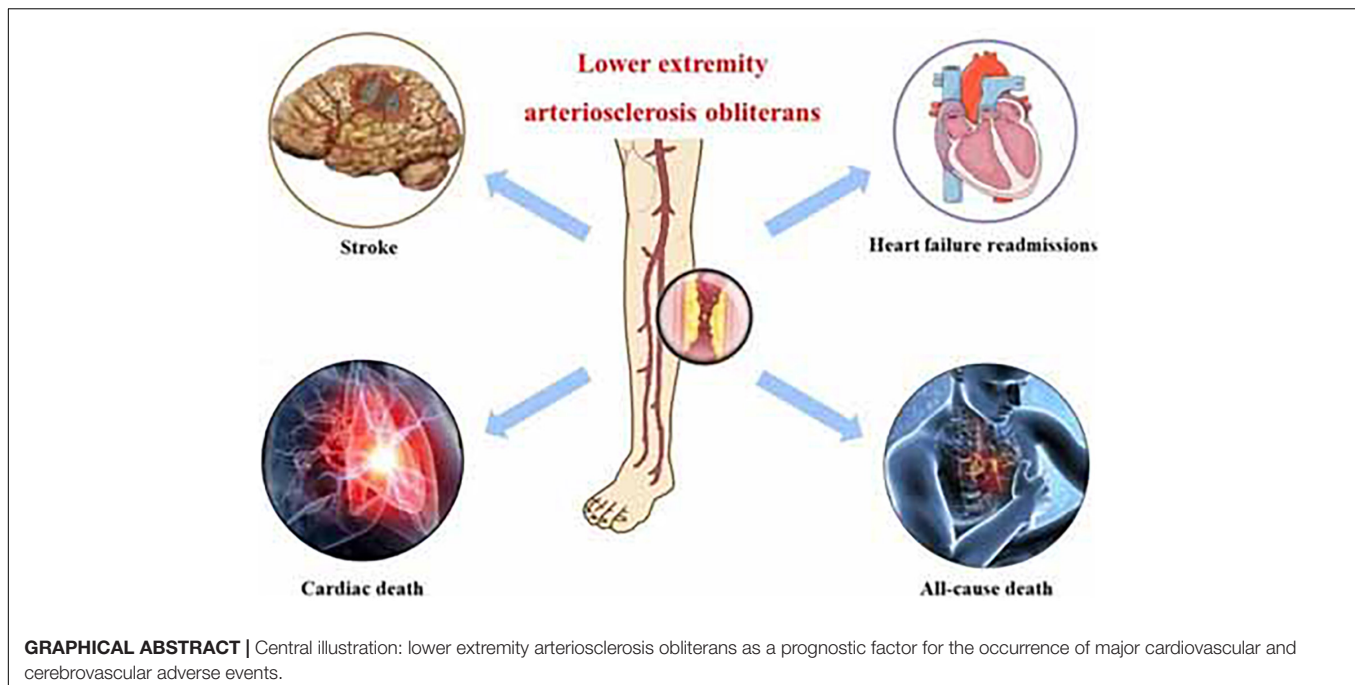 Lower extremity
arteriosclerosis obliterans
Stroke
Heart failure readmissions
Cardiac death
All-cause death
GRAPHICAL ABSTRACT | Central illustration: lower extremity arteriosclerosis obliterans as a prognostic factor for the occurrence of major cardiovascular and
cerebrovascular adverse events.